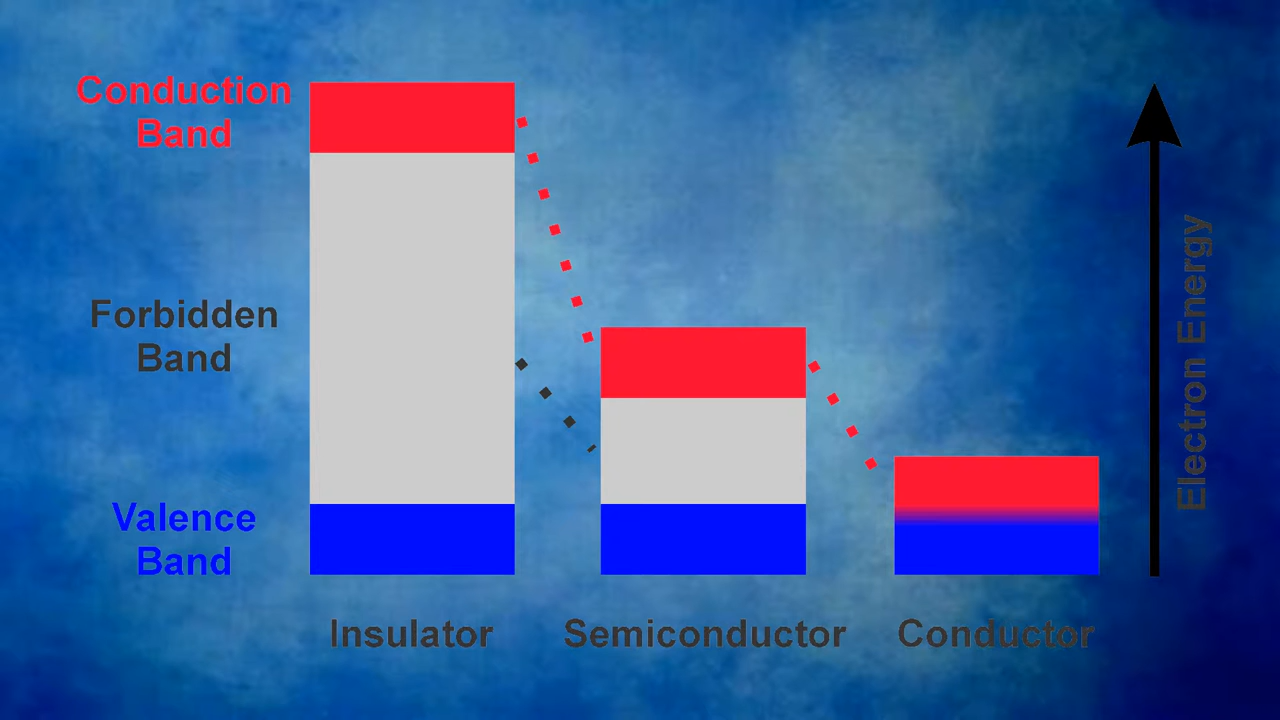 Conduction
Band
Forbidden
Band
Valence
Band
Insulator
Semiconductor
Conductor
Electron Energy